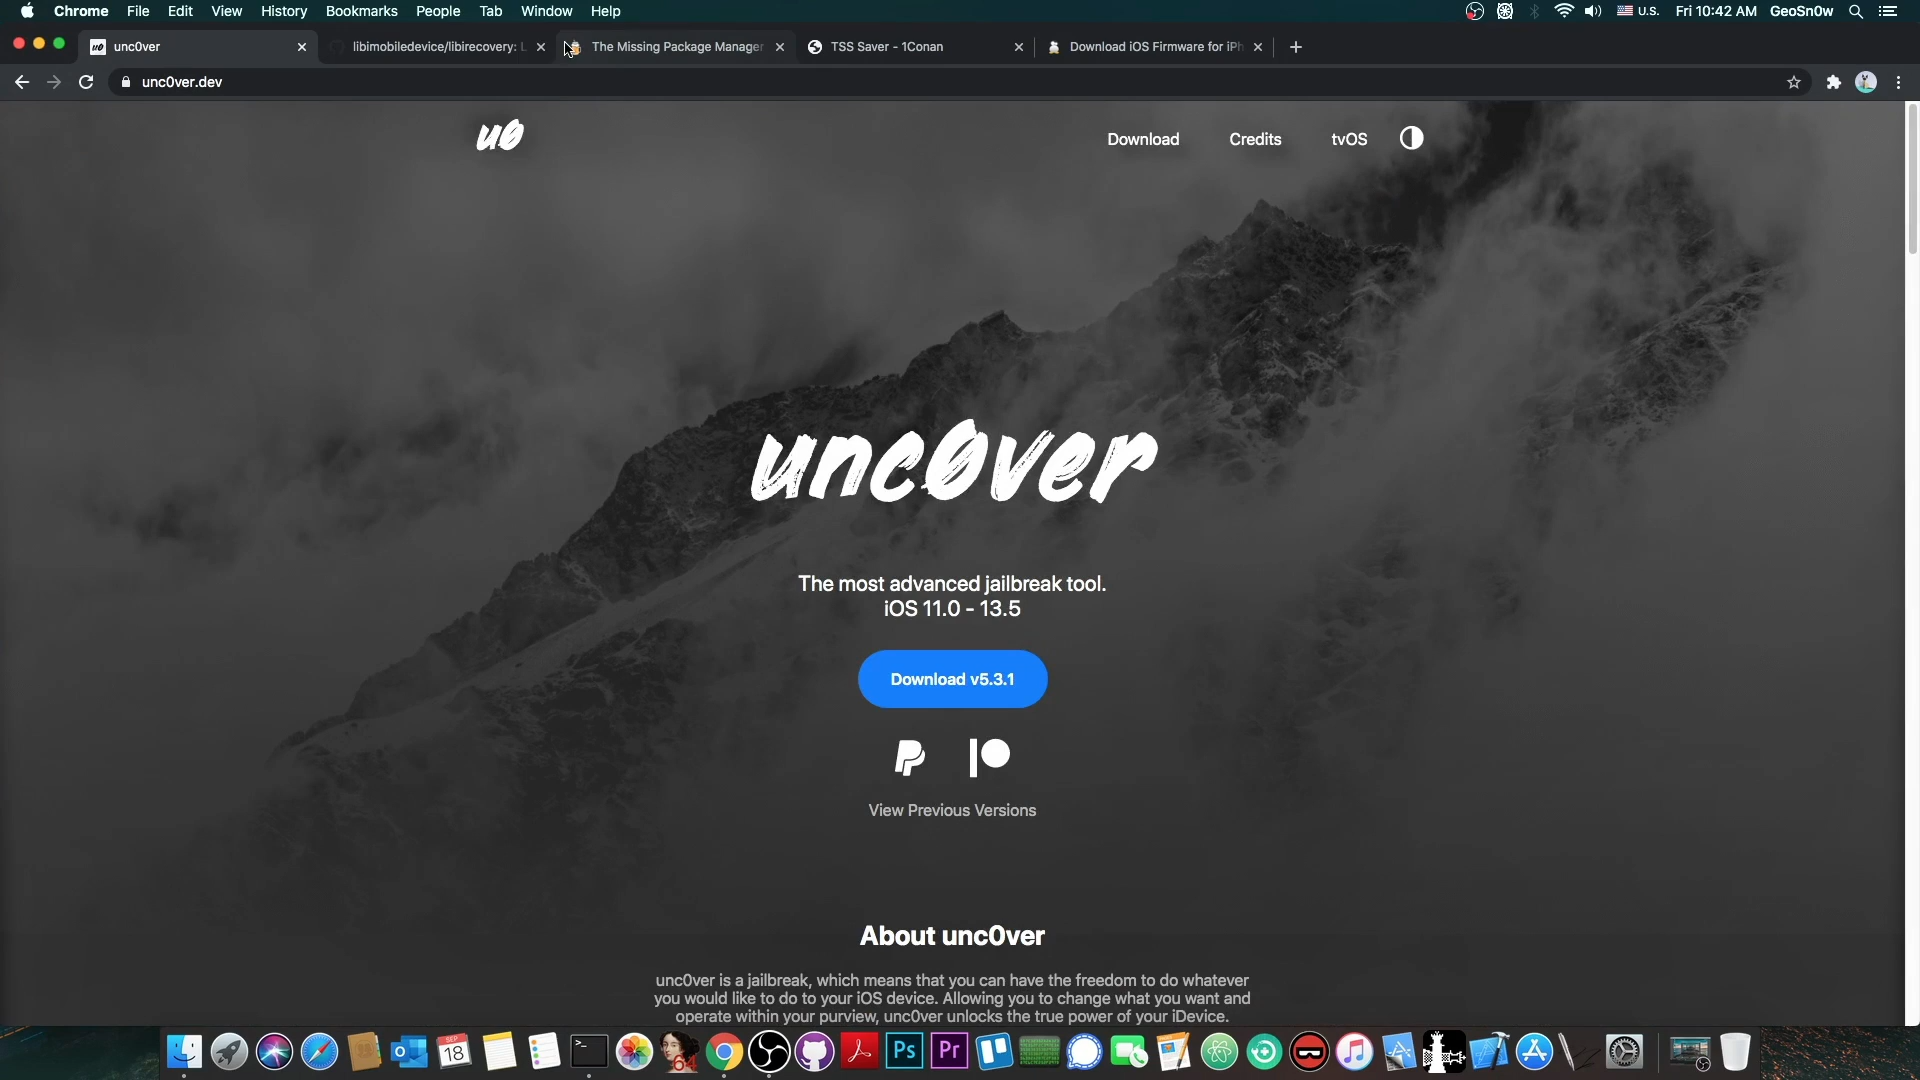 Chrome File Edit View History Bookmarks People Tab Window Help U.S. Fri 10:42 AM GeoSn0w
unc0ver libimobiledevice/libirecovery: L The Missing Package Manager TSS Saver - 1Conan Download iOS Firmware for iPh
unc0ver.dev
u0 Download Credits tvOS
unc0ver
The most advanced jailbreak tool.
iOS 11.0 - 13.5
Download v5.3.1
View Previous Versions
About unc0ver
unc0ver is a jailbreak, which means that you can have the freedom to do whatever
you would like to do to your iOS device. Allowing you to change what you want and
operate within your purview, unc0ver unlocks the true power of your iDevice.
SEP
18
64
Ps
Pr